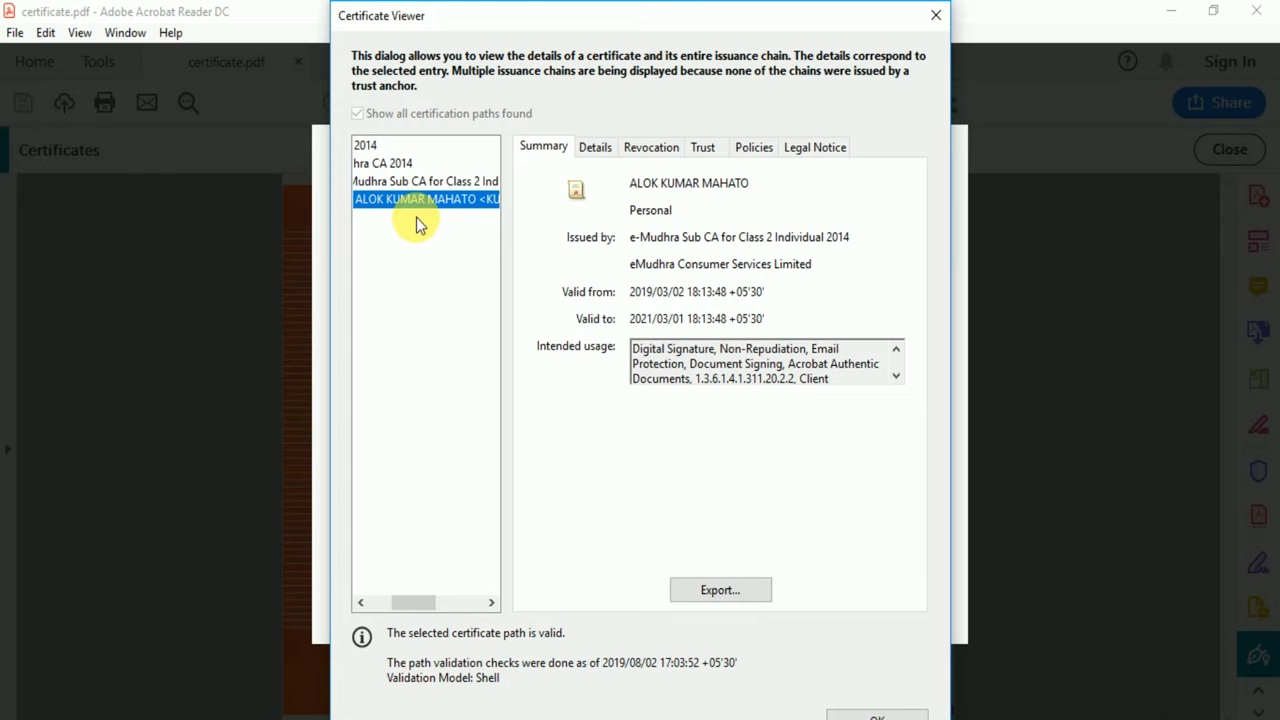 certificate.pdf - Adobe Acrobat Reader DC
File Edit View Window Help
Home Tools certificate.pdf Sign In
Share
Certificates Close
Certificate Viewer
This dialog allows you to view the details of a certificate and its entire issuance chain. The details correspond to
the selected entry. Multiple issuance chains are being displayed because none of the chains were issued by a
trust anchor.
Show all certification paths found
2014
hra CA 2014
Mudhra Sub CA for Class 2 Ind
ALOK KUMAR MAHATO <KU
Summary Details Revocation Trust Policies Legal Notice
ALOK KUMAR MAHATO
Personal
Issued by: e-Mudhra Sub CA for Class 2 Individual 2014
eMudhra Consumer Services Limited
Valid from: 2019/03/02 18:13:48 +05'30'
Valid to: 2021/03/01 18:13:48 +05'30'
Intended usage: Digital Signature, Non-Repudiation, Email
Protection, Document Signing, Acrobat Authentic
Documents, 1.3.6.1.4.1.311.20.2.2, Client
Export...
The selected certificate path is valid.
The path validation checks were done as of 2019/08/02 17:03:52 +05'30'
Validation Model: Shell
OK